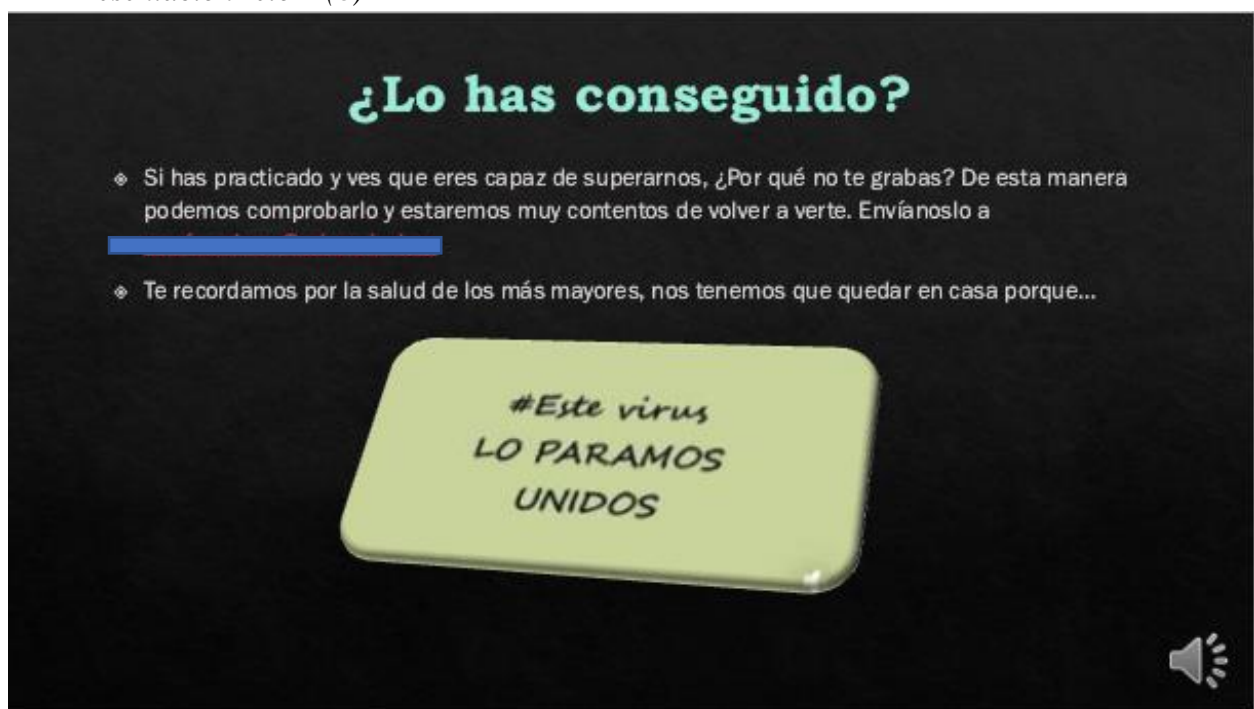 ¿Lo has conseguido?
Si has practicado y ves que eres capaz de superarnos, ¿Por qué no te grabas? De esta manera
podemos comprobarlo y estaremos muy contentos de volver a verte. Envíanoslo a
Te recordamos por la salud de los más mayores, nos tenemos que quedar en casa porque...
#Este virus
LO PARAMOS
UNIDOS